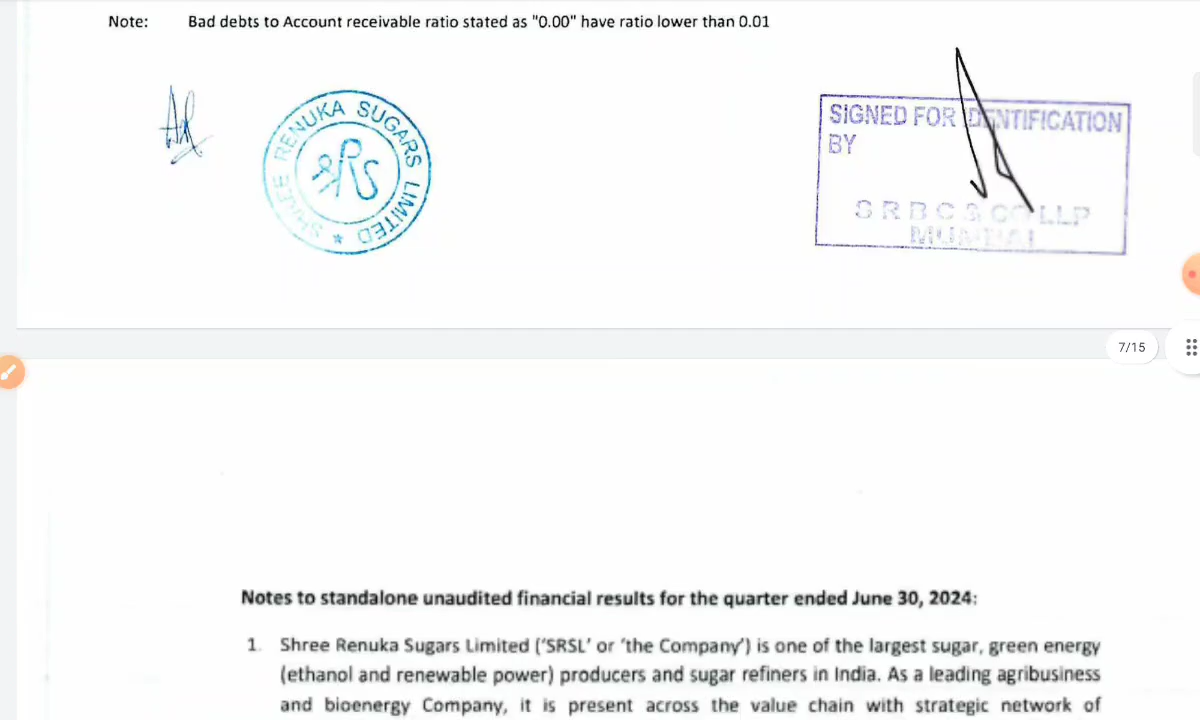 Note: Bad debts to Account receivable ratio stated as "0.00" have ratio lower than 0.01
SHREE RENUKA SUGARS LIMITED ★
SRS
SIGNED FOR IDENTIFICATION
BY
S R B C & CO LLP
MUMBAI
7/15
Notes to standalone unaudited financial results for the quarter ended June 30, 2024:
1. Shree Renuka Sugars Limited ('SRSL' or 'the Company') is one of the largest sugar, green energy
(ethanol and renewable power) producers and sugar refiners in India. As a leading agribusiness
and bioenergy Company, it is present across the value chain with strategic network of